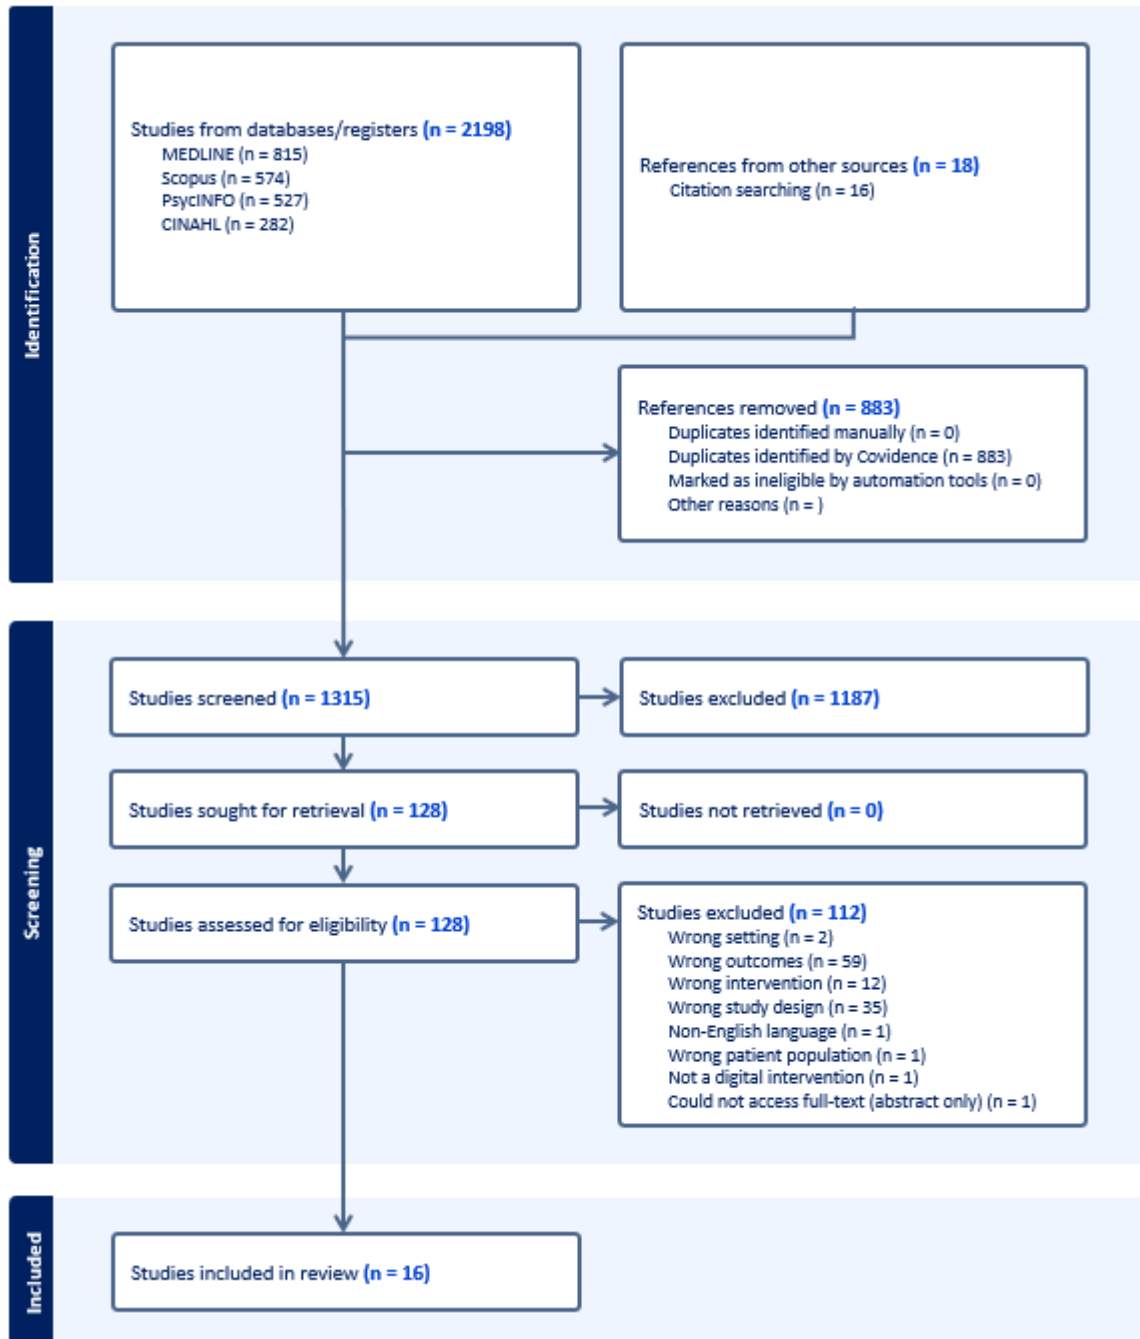 Identification
Studies from databases/registers (n = 2198)
MEDLINE (n = 815)
Scopus (n = 574)
PsycINFO (n = 527)
CINAHL (n = 282)
References from other sources (n = 18)
Citation searching (n = 16)
References removed (n = 883)
Duplicates identified manually (n = 0)
Duplicates identified by Covidence (n = 883)
Marked as ineligible by automation tools (n = 0)
Other reasons (n = )
Screening
Studies screened (n = 1315)
Studies excluded (n = 1187)
Studies sought for retrieval (n = 128)
Studies not retrieved (n = 0)
Studies assessed for eligibility (n = 128)
Studies excluded (n = 112)
Wrong setting (n = 2)
Wrong outcomes (n = 59)
Wrong intervention (n = 12)
Wrong study design (n = 35)
Non-English language (n = 1)
Wrong patient population (n = 1)
Not a digital intervention (n = 1)
Could not access full-text (abstract only) (n = 1)
Included
Studies included in review (n = 16)